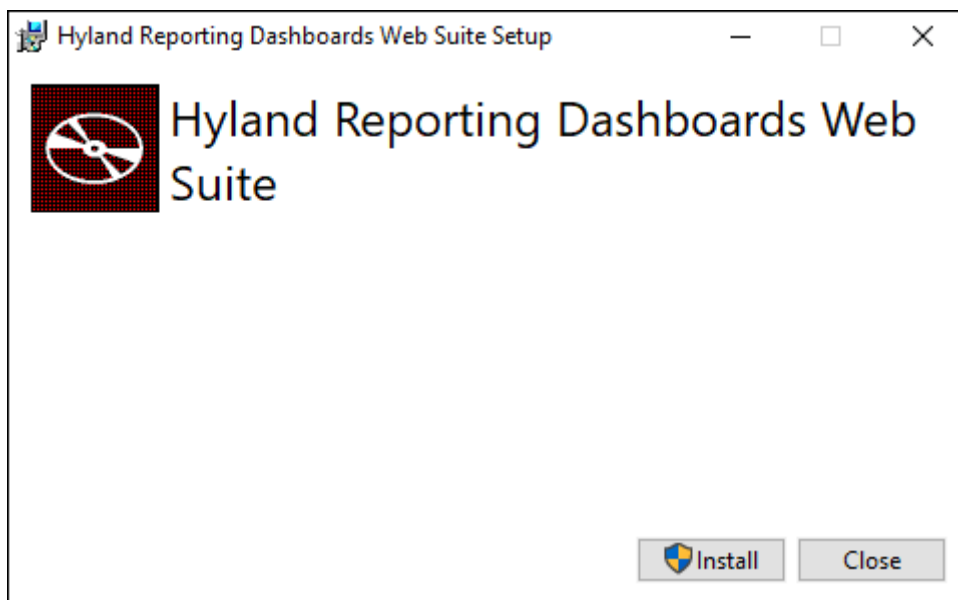 Hyland Reporting Dashboards Web Suite Setup
Hyland Reporting Dashboards Web
Suite
Install
Close